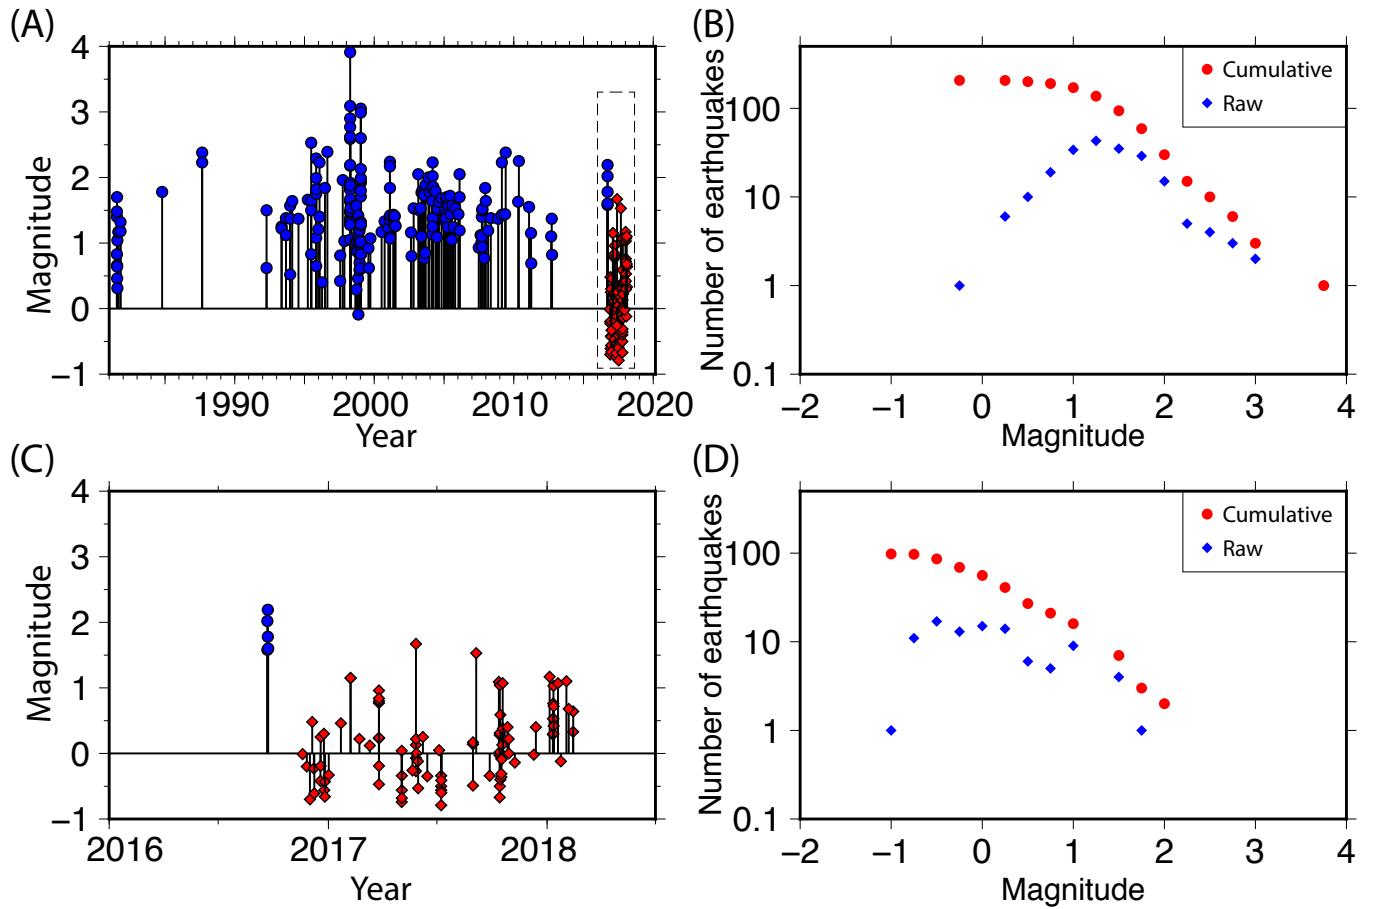 (A)
4
3
2
1
0
−1
Magnitude
1990
2000
2010
2020
Year
(B)
100
10
1
0.1
Number of earthquakes
−2
−1
0
1
2
3
4
Magnitude
Cumulative
Raw
(C)
4
3
2
1
0
−1
Magnitude
2016
2017
2018
Year
(D)
100
10
1
0.1
Number of earthquakes
−2
−1
0
1
2
3
4
Magnitude
Cumulative
Raw